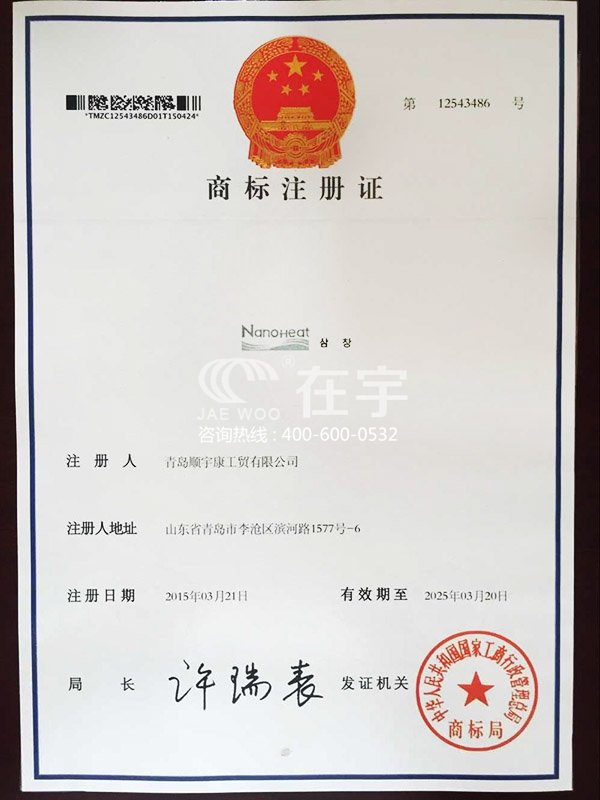 *TMZC12543486D01T150424*
第 12543486 号
商标注册证
NanoHeat 삼 창
®
JAE WOO 在宇
咨询热线：400-600-0532
注 册 人 青岛顺宇康工贸有限公司
注册人地址 山东省青岛市李沧区滨河路1577号-6
注册日期 2015年03月21日 有效期至 2025年03月20日
局 长 许瑞表 发证机关
中华人民共和国国家工商行政管理总局
商标局